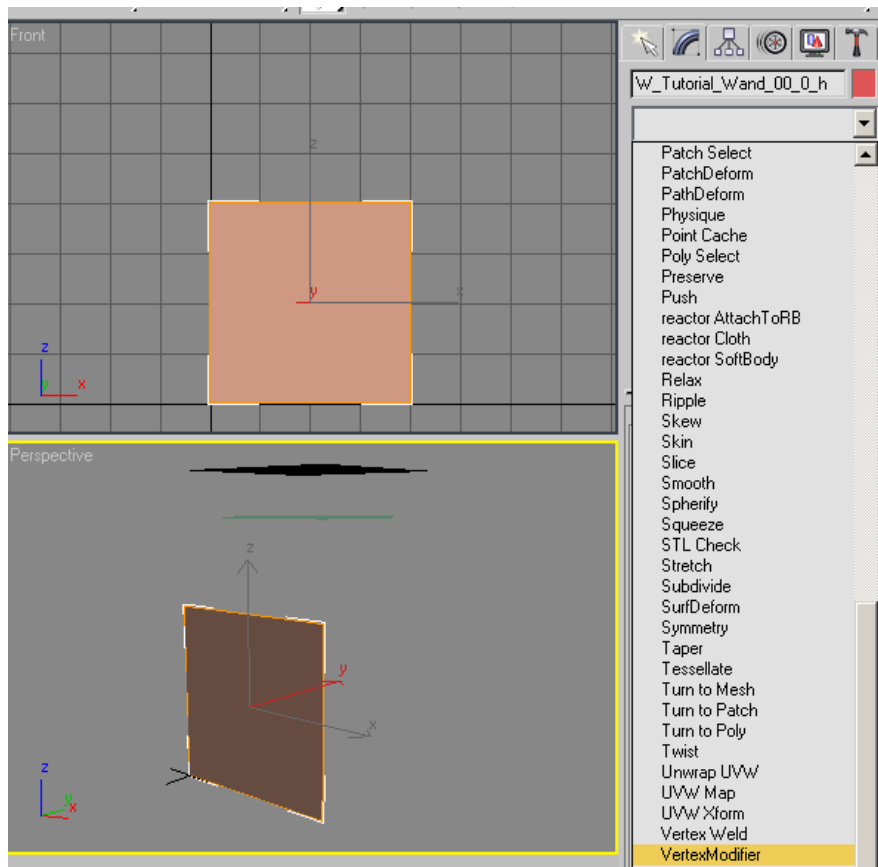 Front
z
y
x
z
y
x
Perspective
z
y
x
z
y
x
W_Tutorial_Wand_00_0_h
Patch Select
PatchDeform
PathDeform
Physique
Point Cache
Poly Select
Preserve
Push
reactor AttachToRB
reactor Cloth
reactor SoftBody
Relax
Ripple
Skew
Skin
Slice
Smooth
Spherify
Squeeze
STL Check
Stretch
Subdivide
SurfDeform
Symmetry
Taper
Tessellate
Turn to Mesh
Turn to Patch
Turn to Poly
Twist
Unwrap UVW
UVW Map
UVW Xform
Vertex Weld
VertexModifier